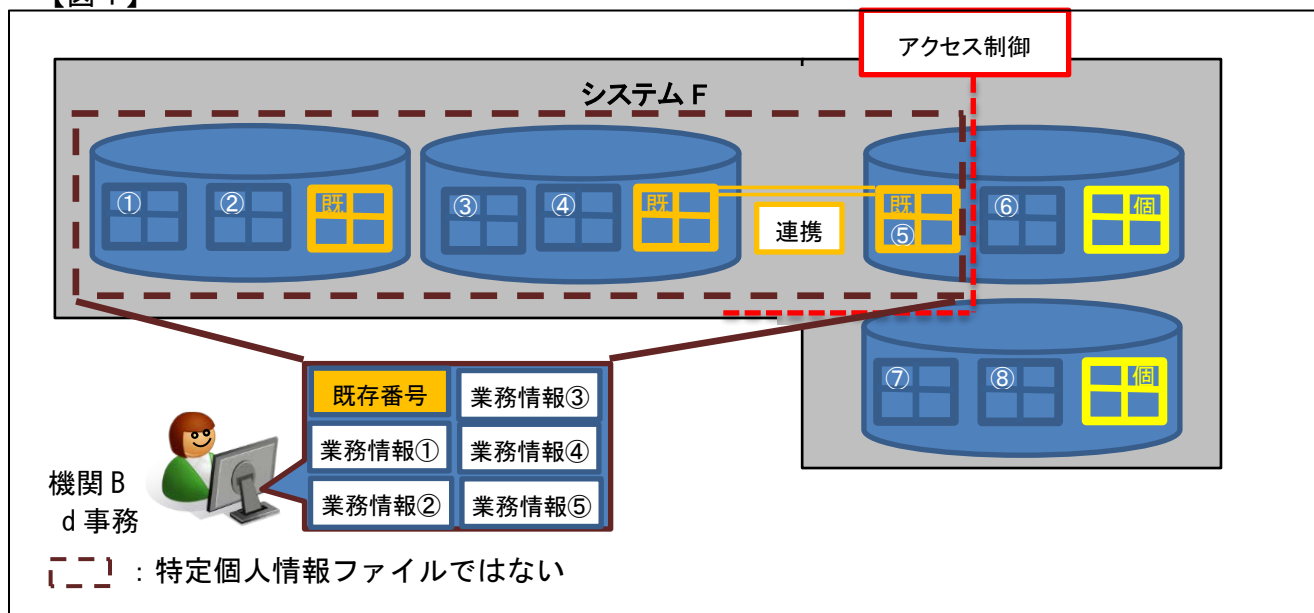 アクセス制御
システムF
① ② 既
③ ④ 既
連携
既 ⑤ ⑥ 個
⑦ ⑧ 個
既存番号
業務情報③
業務情報①
業務情報④
業務情報②
業務情報⑤
機関B
d事務
：特定個人情報ファイルではない